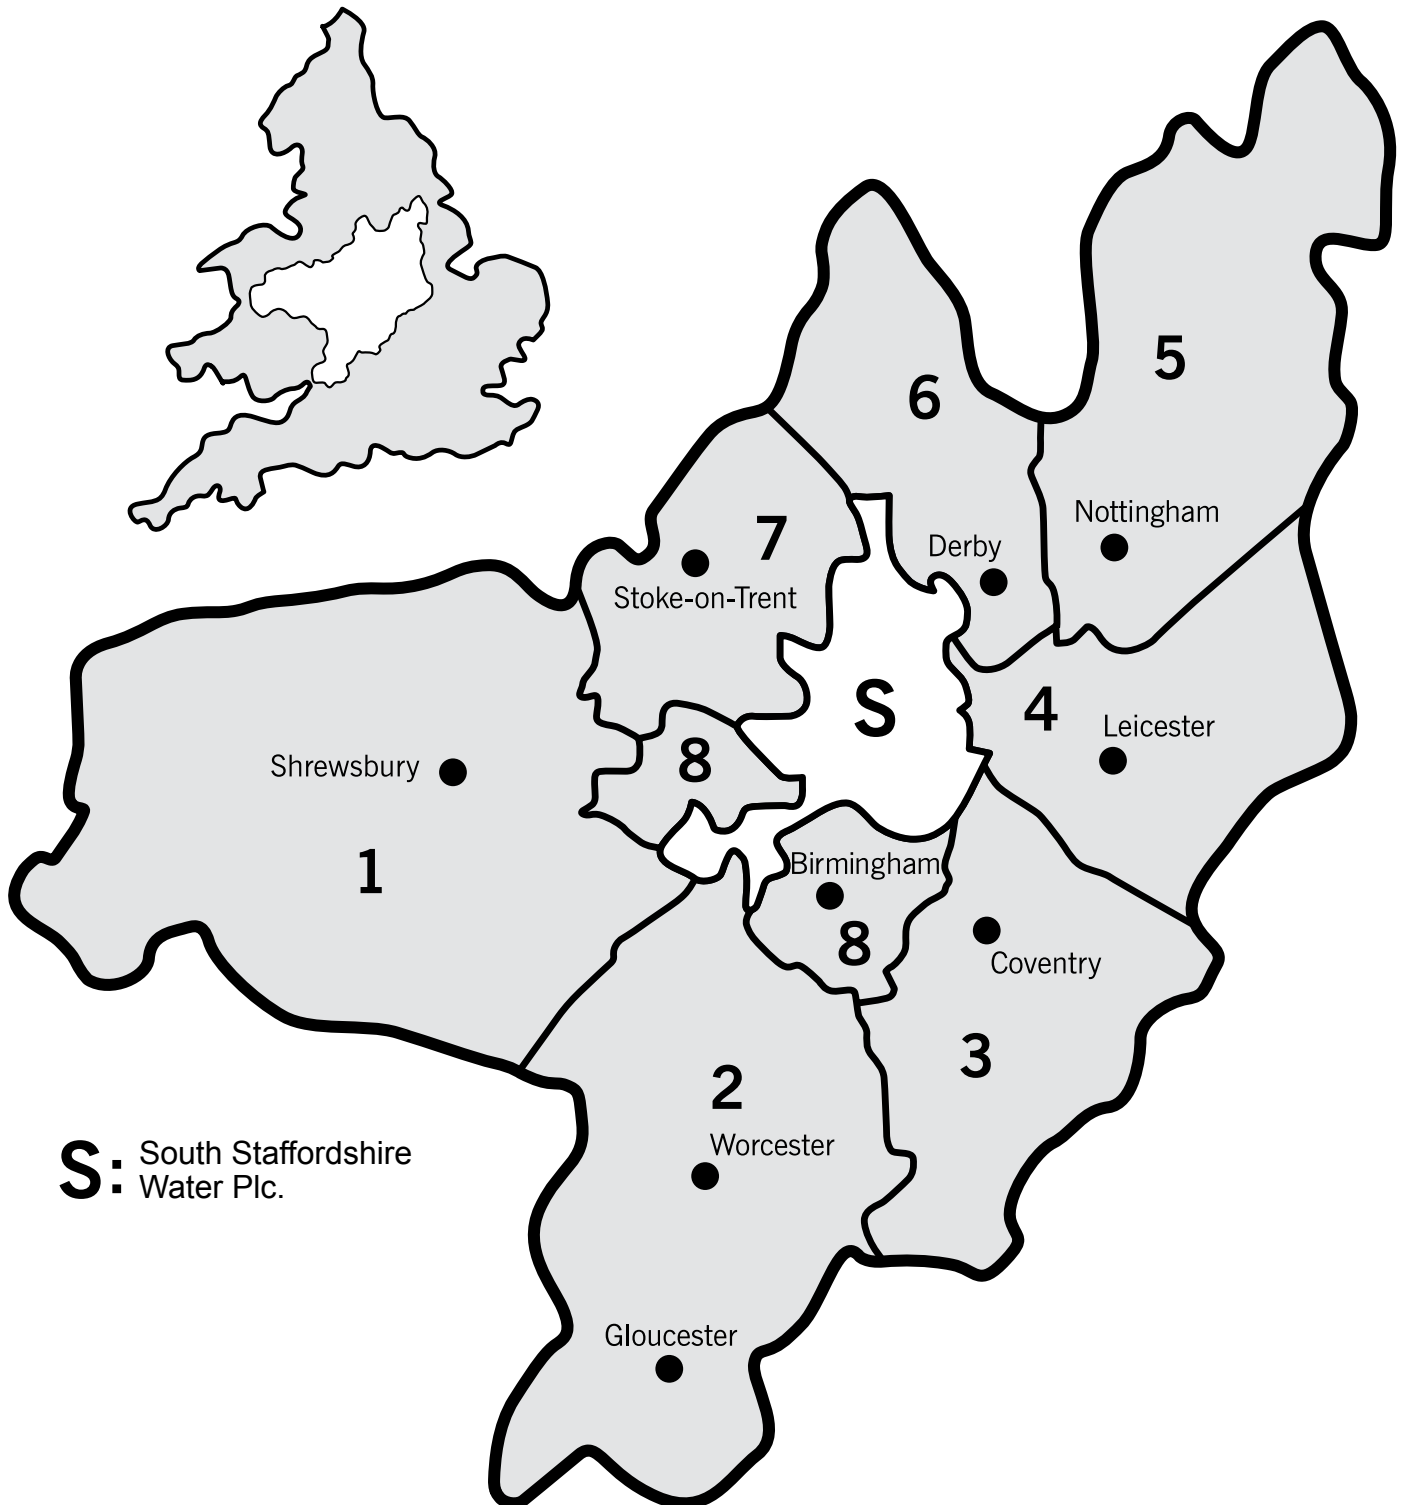 5
6
Nottingham
7
Derby
Stoke-on-Trent
S
4
Leicester
8
Shrewsbury
Birmingham
1
8
Coventry
3
2
Worcester
S: South Staffordshire
Water Plc.
Gloucester